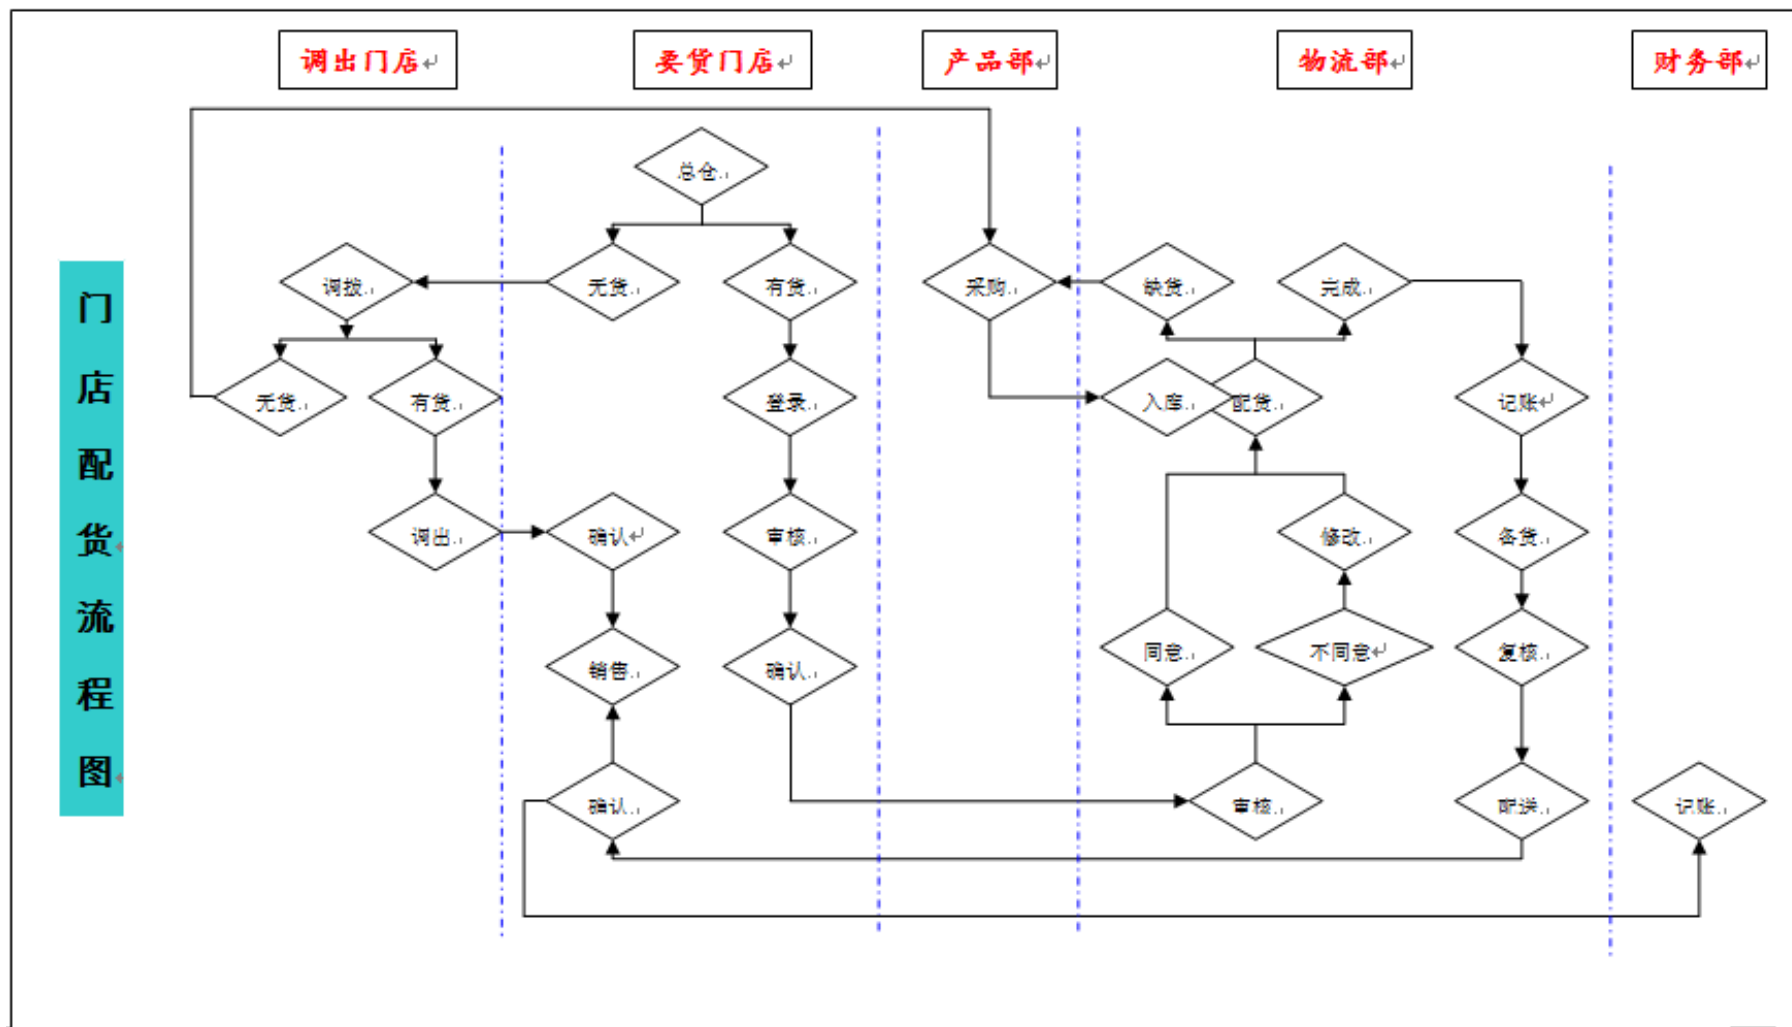 调出门店
要货门店
产品部
物流部
财务部
门店配货流程图
总仓
调拨
无货
有货
采购
缺货
完成
无货
有货
登录
入库
配货
记账
调出
确认
审核
修改
备货
销售
确认
同意
不同意
复核
确认
审核
配送
记账